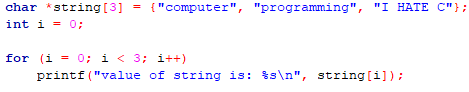 char *string[3] = {"computer", "programming", "I HATE C"};
int i = 0;
for (i = 0; i < 3; i++)
printf("value of string is: %s\n", string[i]);